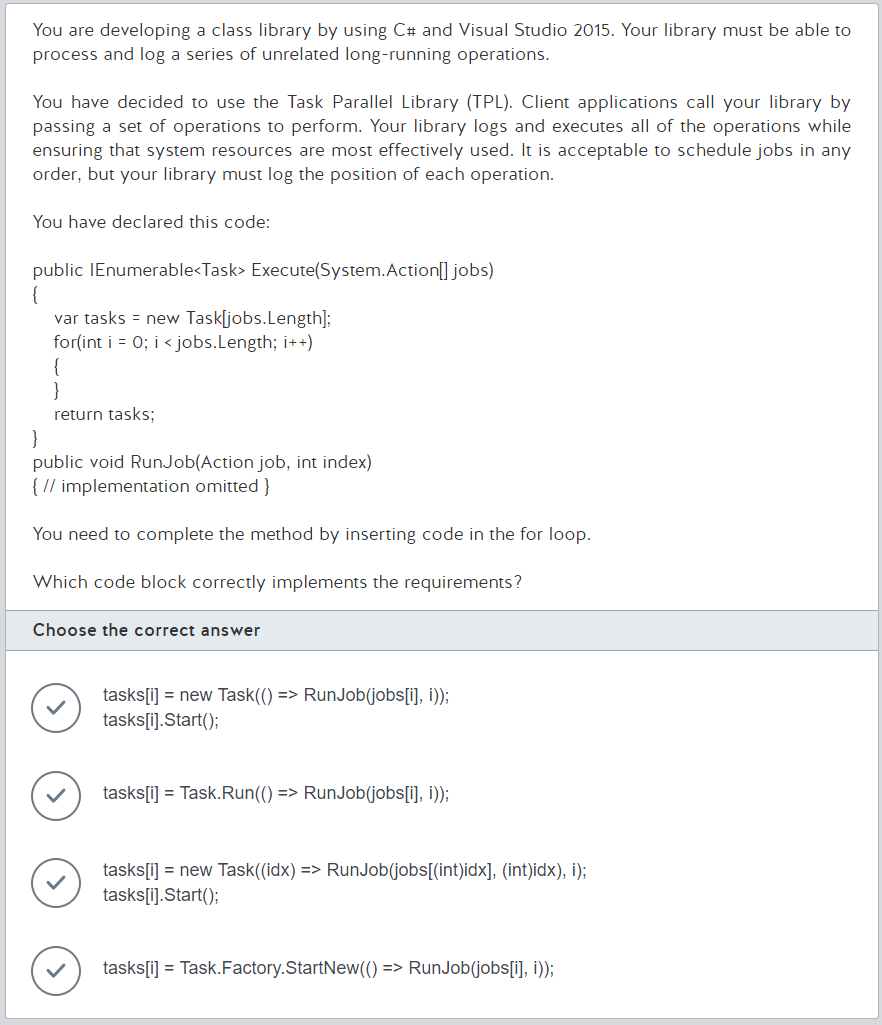 You are developing a class library by using C# and Visual Studio 2015. Your library must be able to
process and log a series of unrelated long-running operations.
You have decided to use the Task Parallel Library (TPL). Client applications call your library by
passing a set of operations to perform. Your library logs and executes all of the operations while
ensuring that system resources are most effectively used. It is acceptable to schedule jobs in any
order, but your library must log the position of each operation.
You have declared this code:
public IEnumerable<Task> Execute(System.Action[] jobs)
{
var tasks = new Task[jobs.Length];
for(int i = 0; i < jobs.Length; i++)
{
}
return tasks;
}
public void RunJob(Action job, int index)
{ // implementation omitted }
You need to complete the method by inserting code in the for loop.
Which code block correctly implements the requirements?
Choose the correct answer
tasks[i] = new Task(() => RunJob(jobs[i], i));
tasks[i].Start();
tasks[i] = Task.Run(() => RunJob(jobs[i], i));
tasks[i] = new Task((idx) => RunJob(jobs[(int)idx], (int)idx), i);
tasks[i].Start();
tasks[i] = Task.Factory.StartNew(() => RunJob(jobs[i], i));